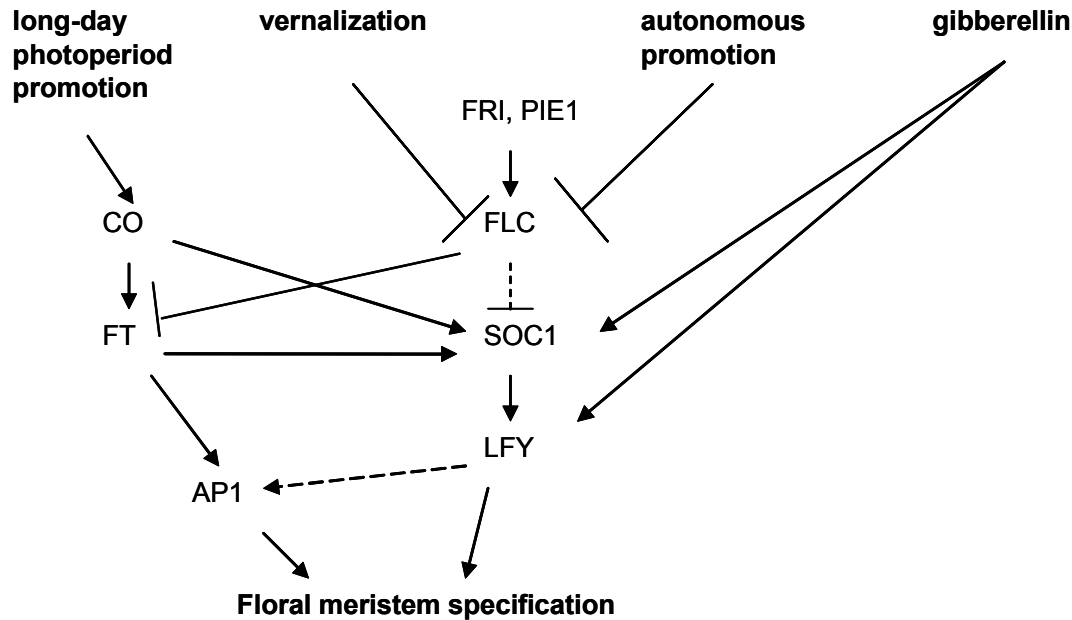 long-day
photoperiod
promotion
vernalization
autonomous
promotion
gibberellin
FRI, PIE1
CO
FLC
FT
SOC1
LFY
AP1
Floral meristem specification